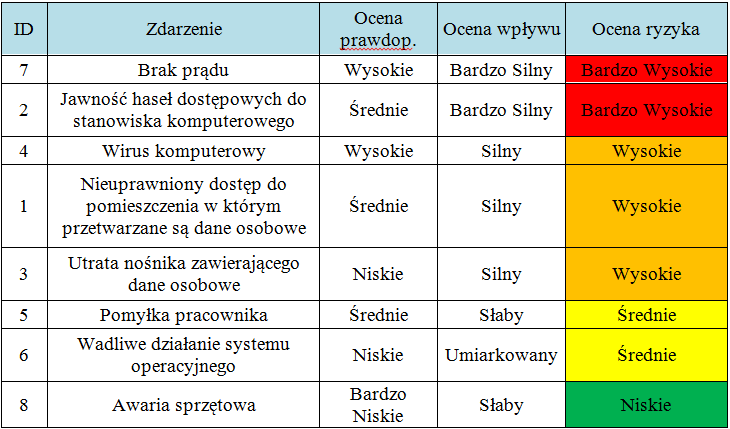 ID Zdarzenie Ocena prawdop. Ocena wpływu Ocena ryzyka
7 Brak prądu Wysokie Bardzo Silny Bardzo Wysokie
2 Jawność haseł dostępowych do stanowiska komputerowego Średnie Bardzo Silny Bardzo Wysokie
4 Wirus komputerowy Wysokie Silny Wysokie
1 Nieuprawniony dostęp do pomieszczenia w którym przetwarzane są dane osobowe Średnie Silny Wysokie
3 Utrata nośnika zawierającego dane osobowe Niskie Silny Wysokie
5 Pomyłka pracownika Średnie Słaby Średnie
6 Wadliwe działanie systemu operacyjnego Niskie Umiarkowany Średnie
8 Awaria sprzętowa Bardzo Niskie Słaby Niskie